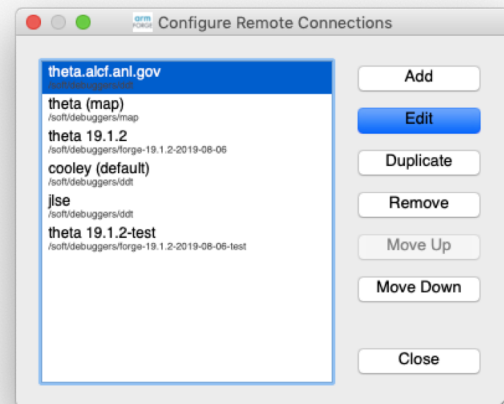 arm FORGE Configure Remote Connections
theta.alcf.anl.gov
theta (map)
/soft/debuggers/map
theta 19.1.2
/soft/debuggers/forge-19.1.2-2019-08-06
cooley (default)
/soft/debuggers/ddt
jlse
/soft/debuggers/ddt
theta 19.1.2-test
/soft/debuggers/forge-19.1.2-2019-08-06-test
Add
Edit
Duplicate
Remove
Move Up
Move Down
Close